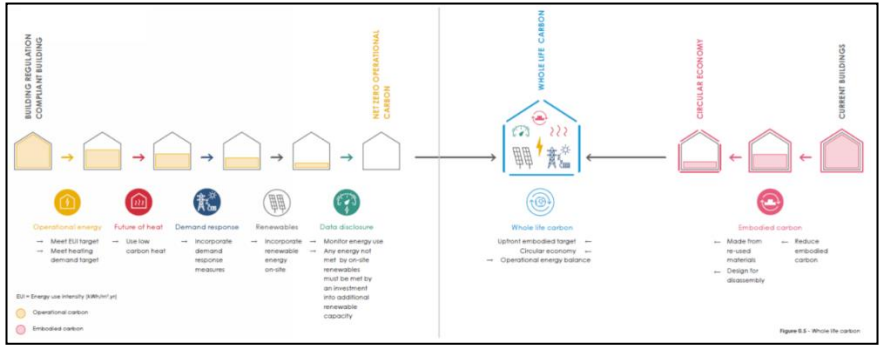 BUILDING REGULATION
COMPLIANT BUILDING
NET ZERO OPERATIONAL
CARBON
WHOLE LIFE CARBON
CIRCULAR ECONOMY
CURRENT BUILDINGS
Operational energy
→ Meet EUI target
→ Meet heating
demand target
Future of heat
→ Use low
carbon heat
Demand response
→ Incorporate
demand
response
measures
Renewables
→ Incorporate
renewable
energy
on-site
Data disclosure
→ Monitor energy use
→ Any energy not
met by on-site
renewables
must be met by
an investment
into additional
renewable
capacity
Whole life carbon
Upfront embodied target ←
Circular economy ←
→ Operational energy balance
Embodied carbon
← Made from
re-used
materials
← Design for
disassembly
← Reduce
embodied
carbon
EUI = Energy use intensity (kWh/m².yr)
Operational carbon
Embodied carbon
Figure 0.5 - Whole life carbon